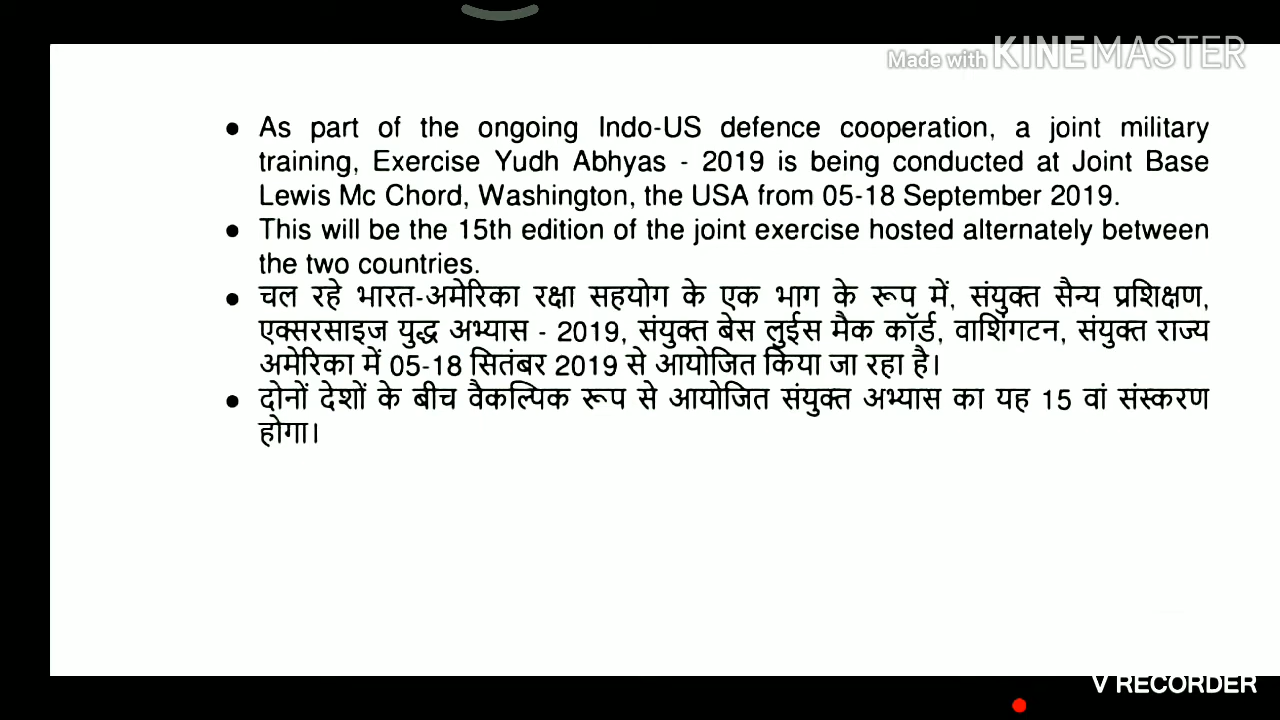 Made with KINEMASTER
● As part of the ongoing Indo-US defence cooperation, a joint military
training, Exercise Yudh Abhyas - 2019 is being conducted at Joint Base
Lewis Mc Chord, Washington, the USA from 05-18 September 2019.
● This will be the 15th edition of the joint exercise hosted alternately between
the two countries.
● चल रहे भारत-अमेरिका रक्षा सहयोग के एक भाग के रूप में, संयुक्त सैन्य प्रशिक्षण,
एक्सरसाइज युद्ध अभ्यास - 2019, संयुक्त बेस लुईस मैक कॉर्ड, वाशिंगटन, संयुक्त राज्य
अमेरिका में 05-18 सितंबर 2019 से आयोजित किया जा रहा है।
● दोनों देशों के बीच वैकल्पिक रूप से आयोजित संयुक्त अभ्यास का यह 15 वां संस्करण
होगा।
V RECORDER